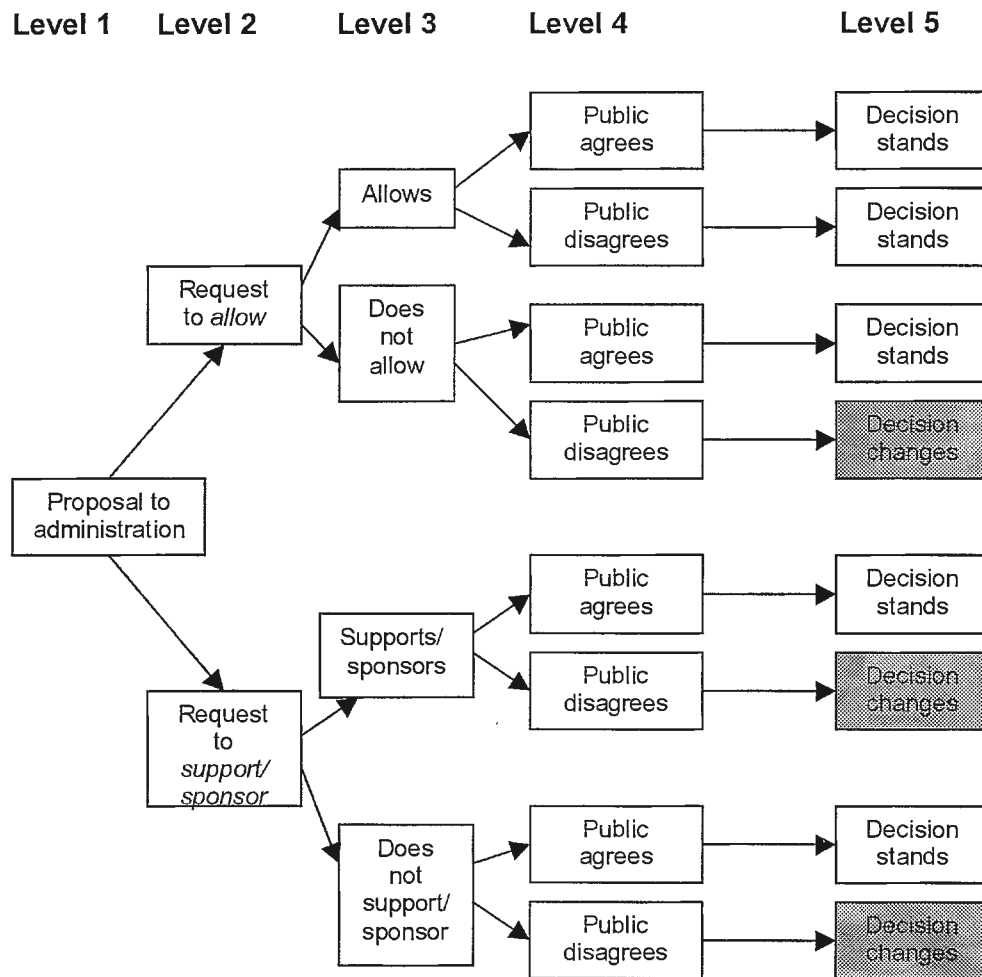 Level 1 Level 2 Level 3 Level 4 Level 5
Public
agrees
Decision
stands
Allows
Public
disagrees
Decision
stands
Request
to allow
Does
not
allow
Public
agrees
Decision
stands
Public
disagrees
Decision
changes
Proposal to
administration
Public
agrees
Decision
stands
Supports/
sponsors
Public
disagrees
Decision
changes
Request
to
support/
sponsor
Does
not
support/
sponsor
Public
agrees
Decision
stands
Public
disagrees
Decision
changes